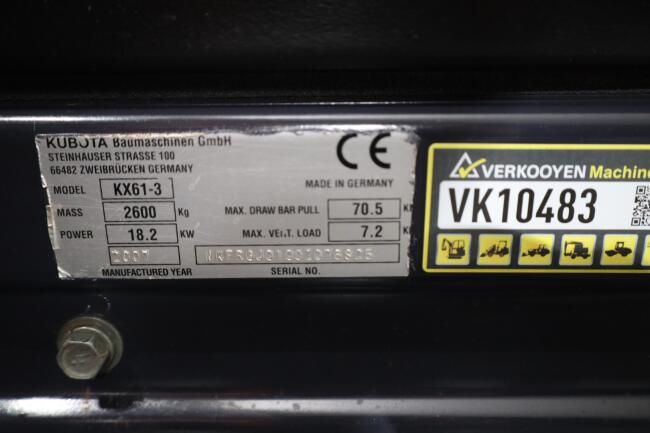 KUBOTA Baumaschinen GmbH
STEINHAUSER STRASSE 100
66482 ZWEIBRÜCKEN GERMANY
CE
MODEL KX61-3
MADE IN GERMANY
MASS 2600 Kg
MAX. DRAW BAR PULL 70.5
POWER 18.2 KW
MAX. VERT. LOAD 7.2
2007
MANUFACTURED YEAR
SERIAL NO.
VERKOOYEN Machine
VK10483